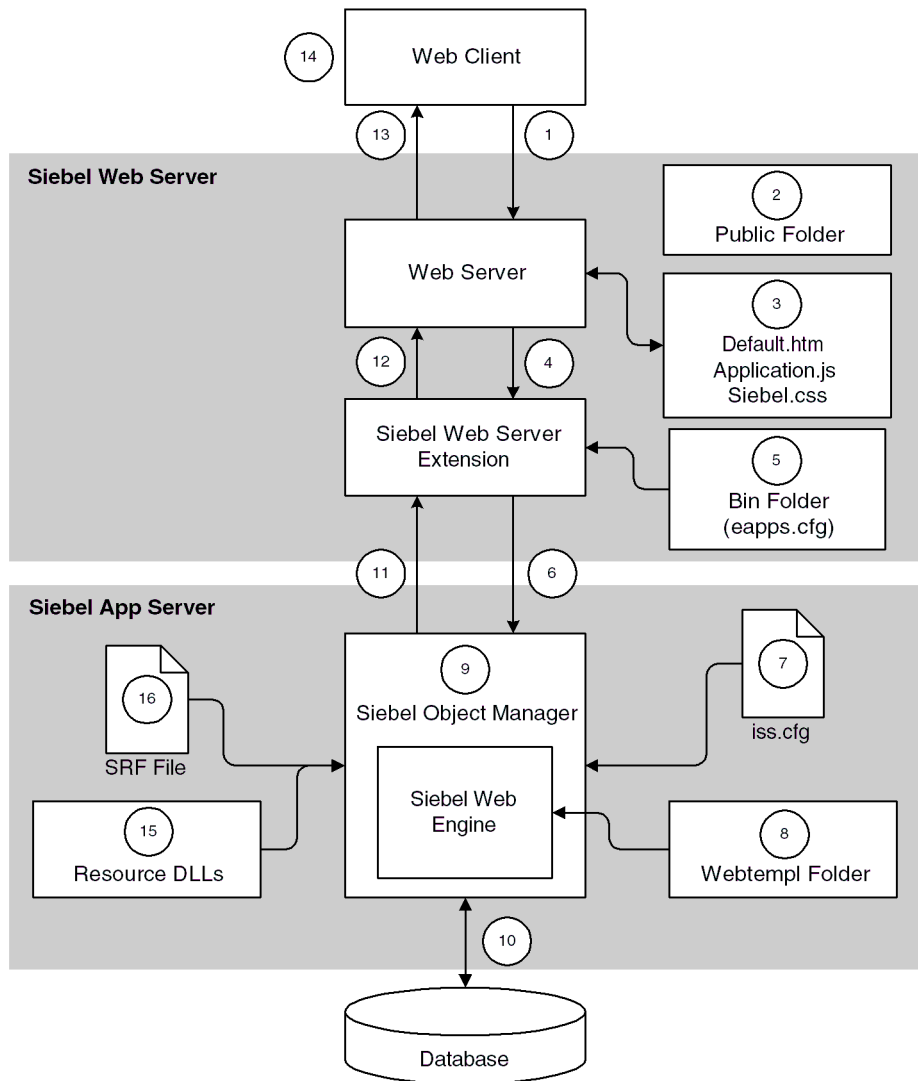 14
Web Client
13
1
Siebel Web Server
2
Public Folder
Web Server
3
Default.htm
Application.js
Siebel.css
12
4
Siebel Web Server
Extension
5
Bin Folder
(eapps.cfg)
11
6
Siebel App Server
9
Siebel Object Manager
16
SRF File
7
iss.cfg
Siebel Web
Engine
15
Resource DLLs
8
Webtempl Folder
10
Database